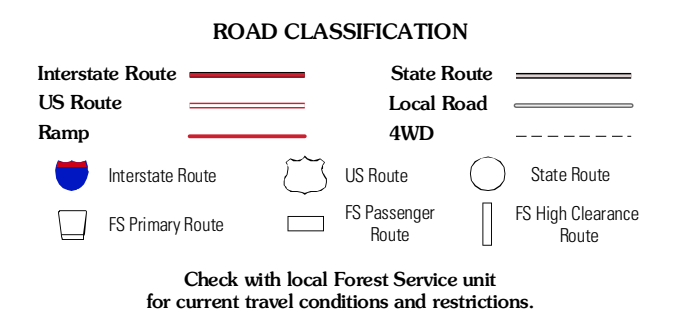 ROAD CLASSIFICATION
Interstate Route
State Route
US Route
Local Road
Ramp
4WD
Interstate Route
US Route
State Route
FS Primary Route
FS Passenger
Route
FS High Clearance
Route
Check with local Forest Service unit
for current travel conditions and restrictions.